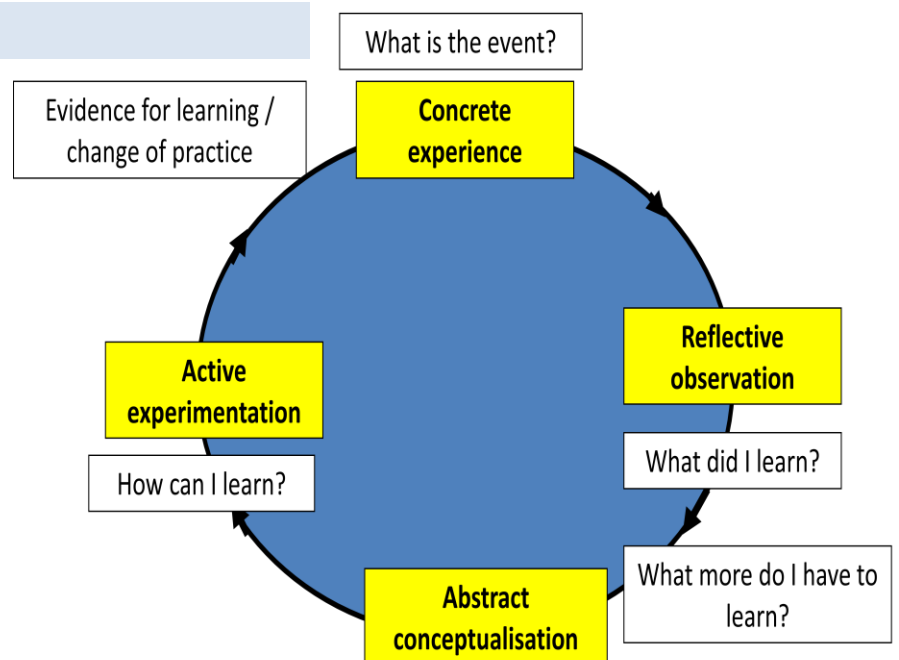 What is the event?
Concrete
experience
Evidence for learning /
change of practice
Reflective
observation
What did I learn?
What more do I have to
learn?
Abstract
conceptualisation
Active
experimentation
How can I learn?